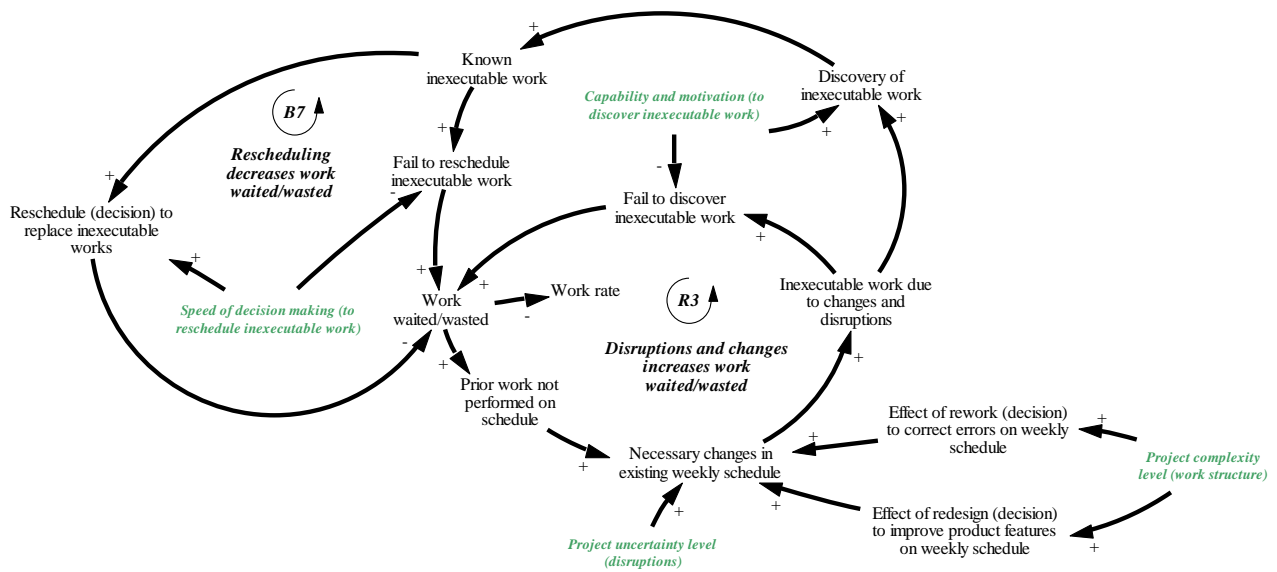 +
Known
inexecutable work
Discovery of
inexecutable work
Capability and motivation (to
discover inexecutable work)
+
+
B7
+
Rescheduling
decreases work
waited/wasted
Fail to reschedule
inexecutable work
-
-
+
Reschedule (decision) to
replace inexecutable
works
Fail to discover
inexecutable work
+
+
+
+
Speed of decision making (to
reschedule inexecutable work)
Work
waited/wasted
Work rate
-
R3
Inexecutable work due
to changes and
disruptions
-
+
Disruptions and changes
increases work
waited/wasted
+
Prior work not
performed on
schedule
+
Necessary changes in
existing weekly schedule
+
Effect of rework (decision)
to correct errors on weekly
schedule
+
Project complexity
level (work structure)
+
+
Effect of redesign (decision)
to improve product features
on weekly schedule
+
Project uncertainty level
(disruptions)